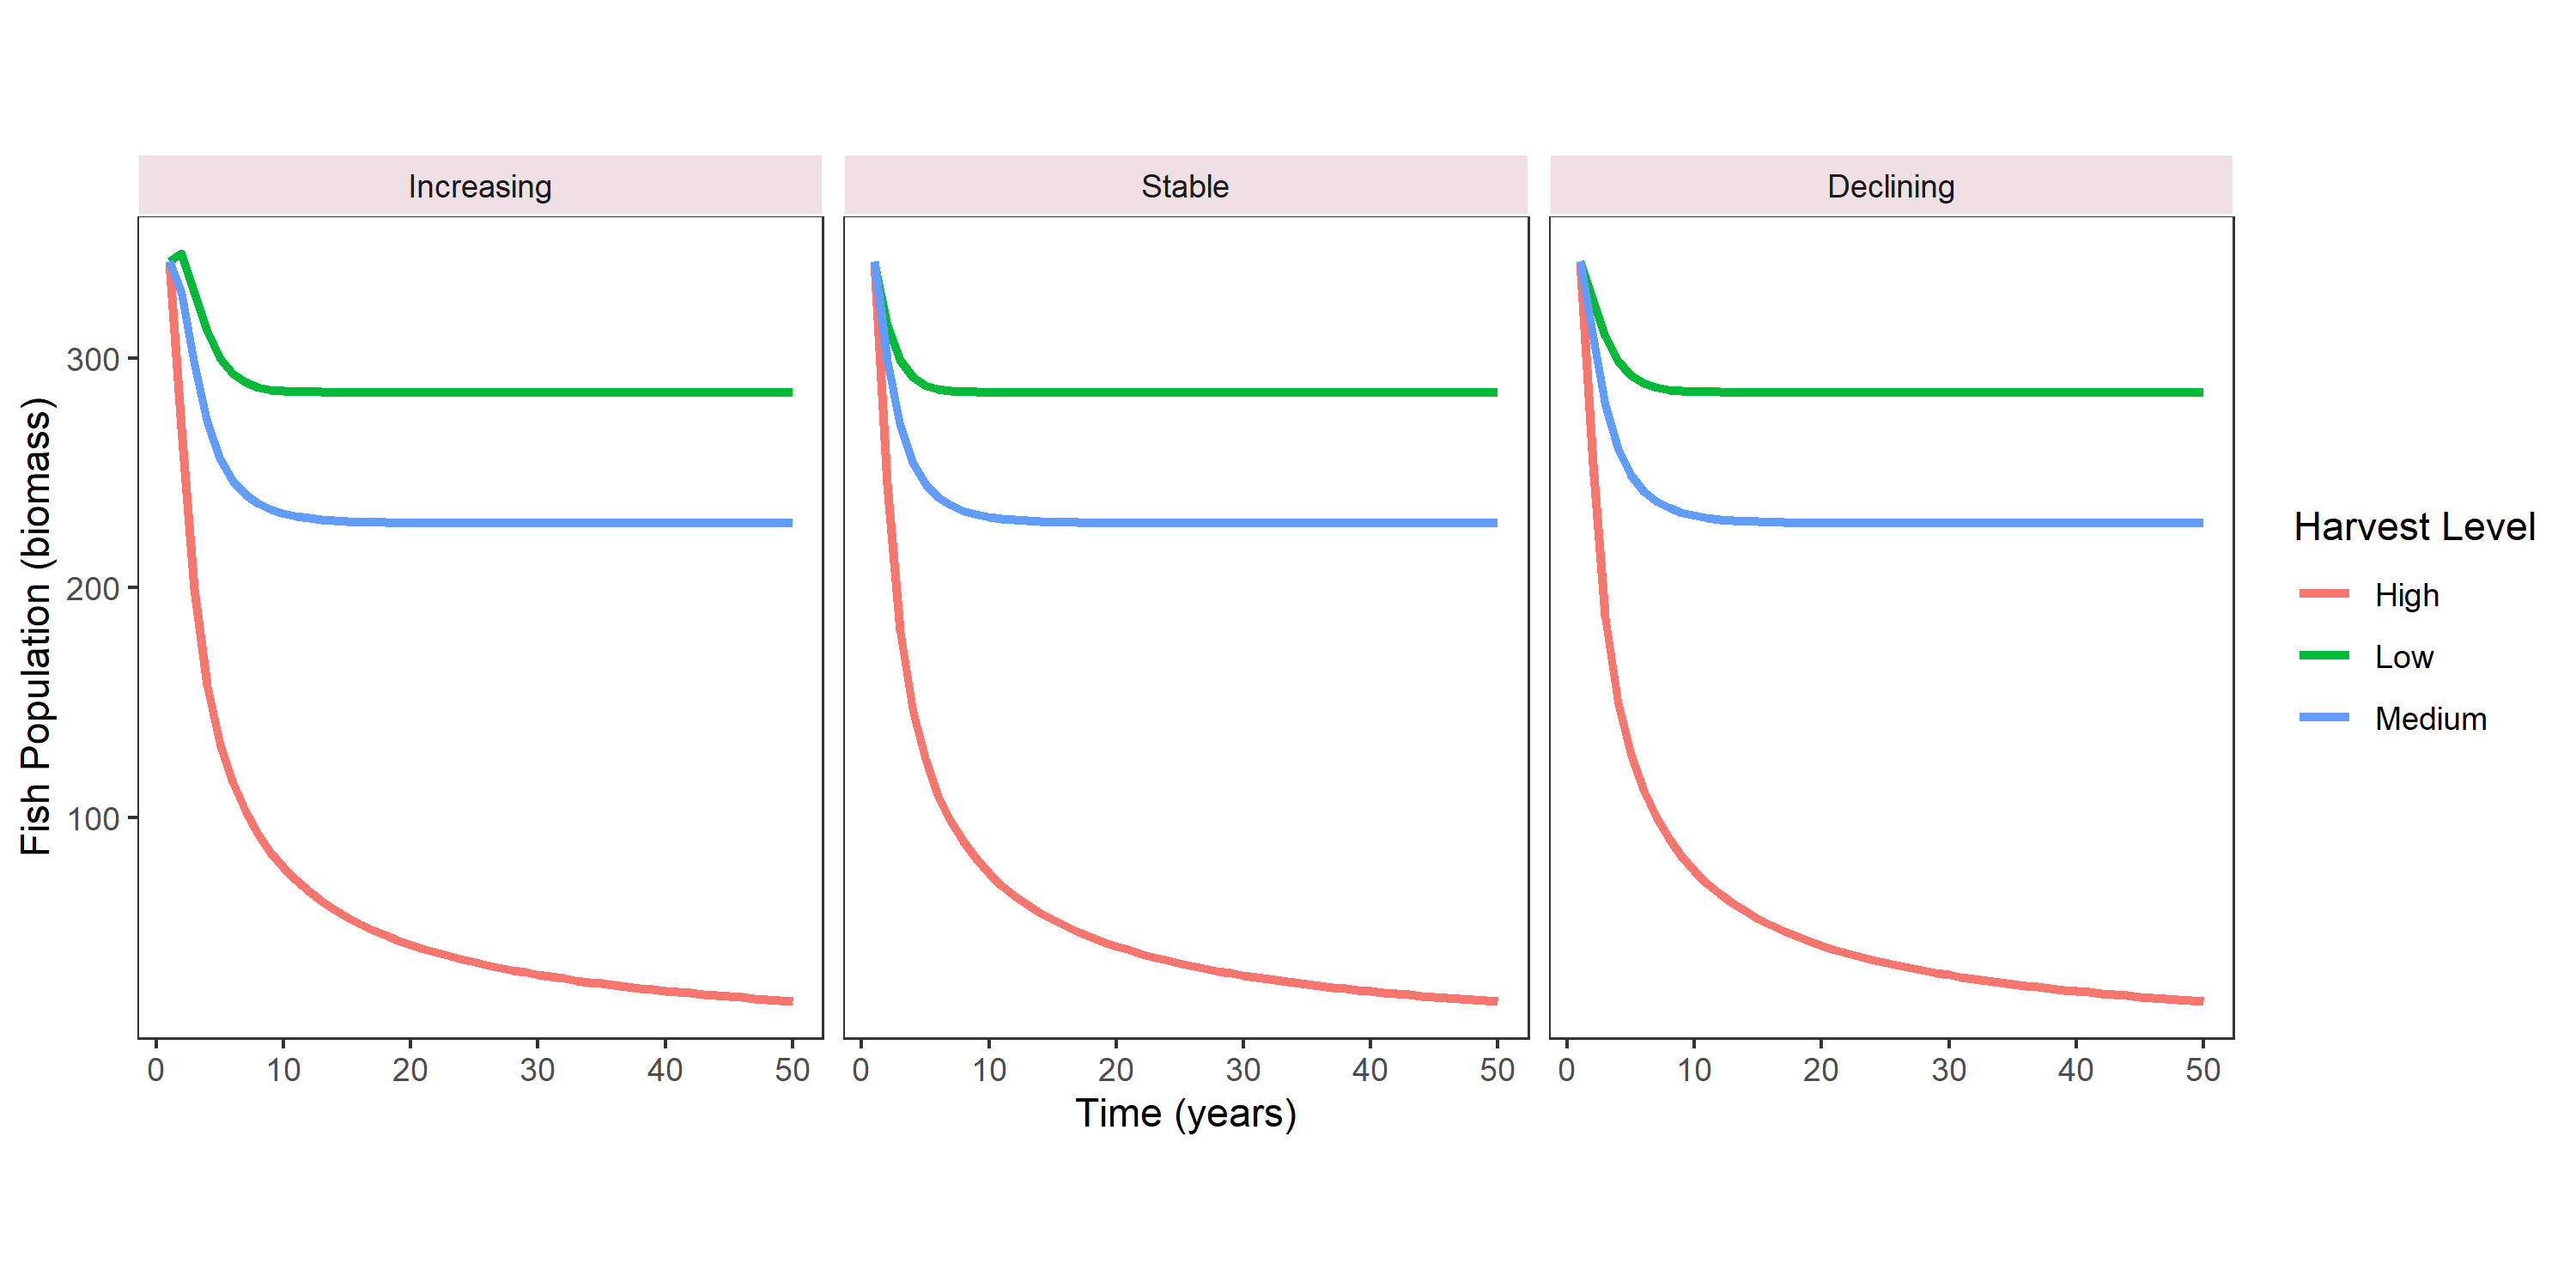 Increasing
Stable
Declining
Fish Population (biomass)
300
200
100
0 10 20 30 40 50
0 10 20 30 40 50
0 10 20 30 40 50
Time (years)
Harvest Level
High
Low
Medium